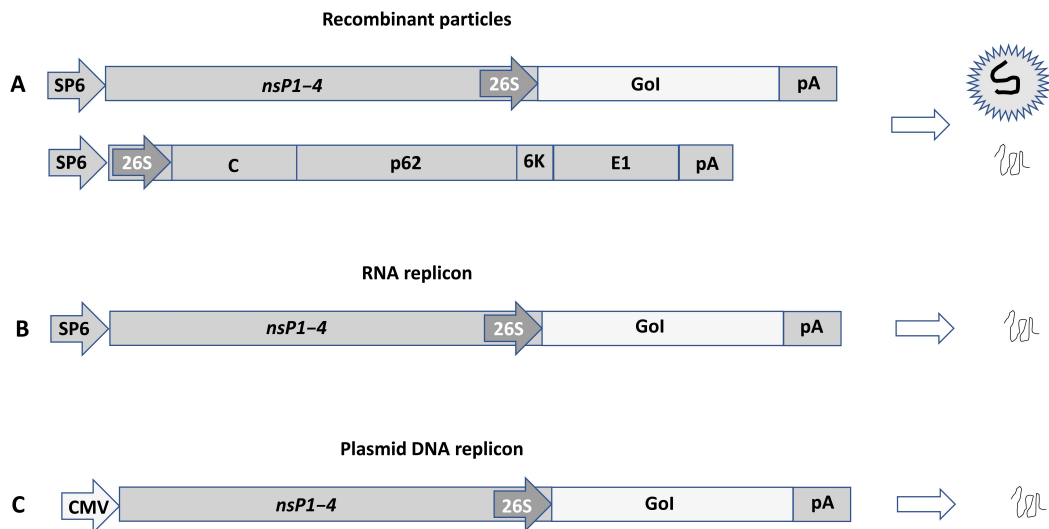 Recombinant particles
A SP6 nsP1–4 26S GoI pA
SP6 26S C p62 6K E1 pA
RNA replicon
B SP6 nsP1–4 26S GoI pA
Plasmid DNA replicon
C CMV nsP1–4 26S GoI pA